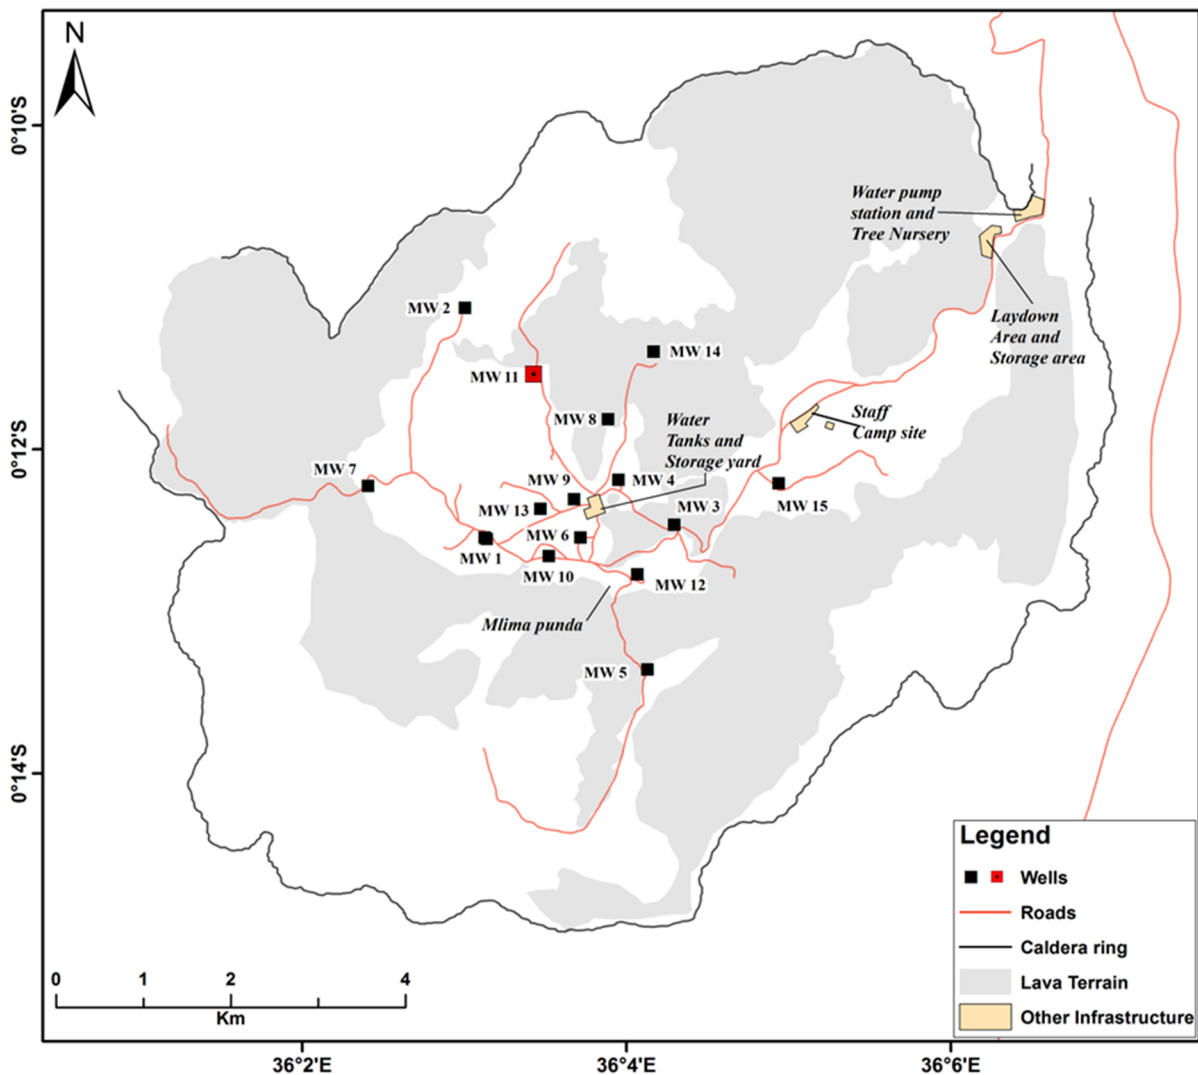 N
0°10'S
0°12'S
0°14'S
36°2'E
36°4'E
36°6'E
Water pump
station and
Tree Nursery
Laydown
Area and
Storage area
MW 2
MW 14
MW 11
MW 8
Water
Tanks and
Storage yard
Staff
Camp site
MW 7
MW 9
MW 4
MW 13
MW 3
MW 15
MW 6
MW 1
MW 10
MW 12
Mlima punda
MW 5
0 1 2 4
Km
Legend
Wells
Roads
Caldera ring
Lava Terrain
Other Infrastructure